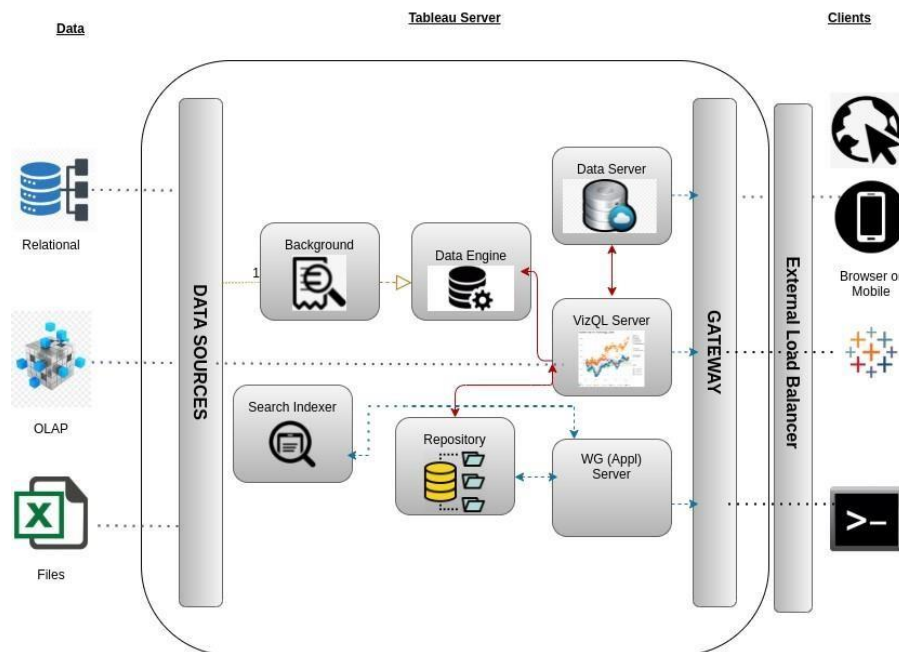 Data
Tableau Server
Clients
Relational
OLAP
Files
DATA SOURCES
1
Background
Data Engine
Data Server
VizQL Server
Search Indexer
Repository
WG (Appl)
Server
GATEWAY
External Load Balancer
Browser or
Mobile